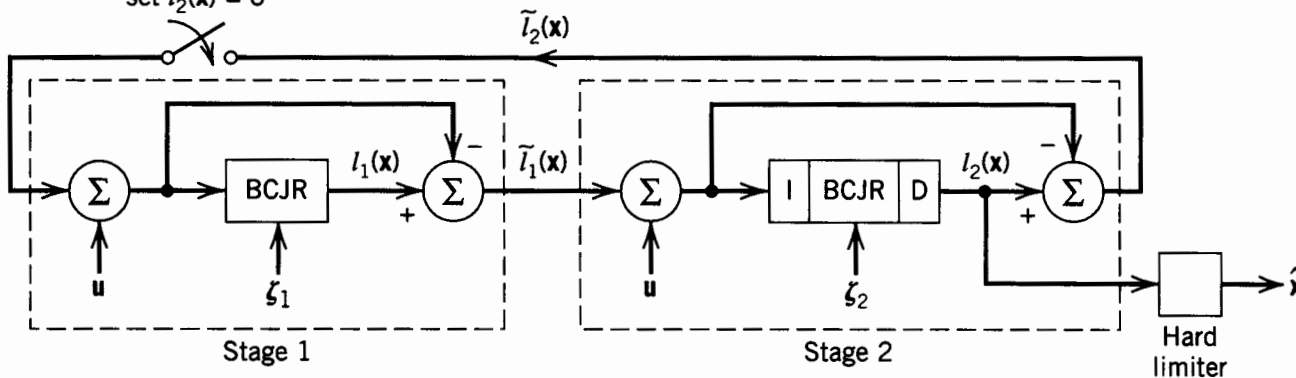 set l̃₂(x) = 0
l̃₂(x)
Σ
BCJR
l₁(x)
−
+
Σ
l̃₁(x)
Σ
I
BCJR
D
l₂(x)
−
+
Σ
u
ζ₁
u
ζ₂
x̂
Stage 1
Stage 2
Hard
limiter